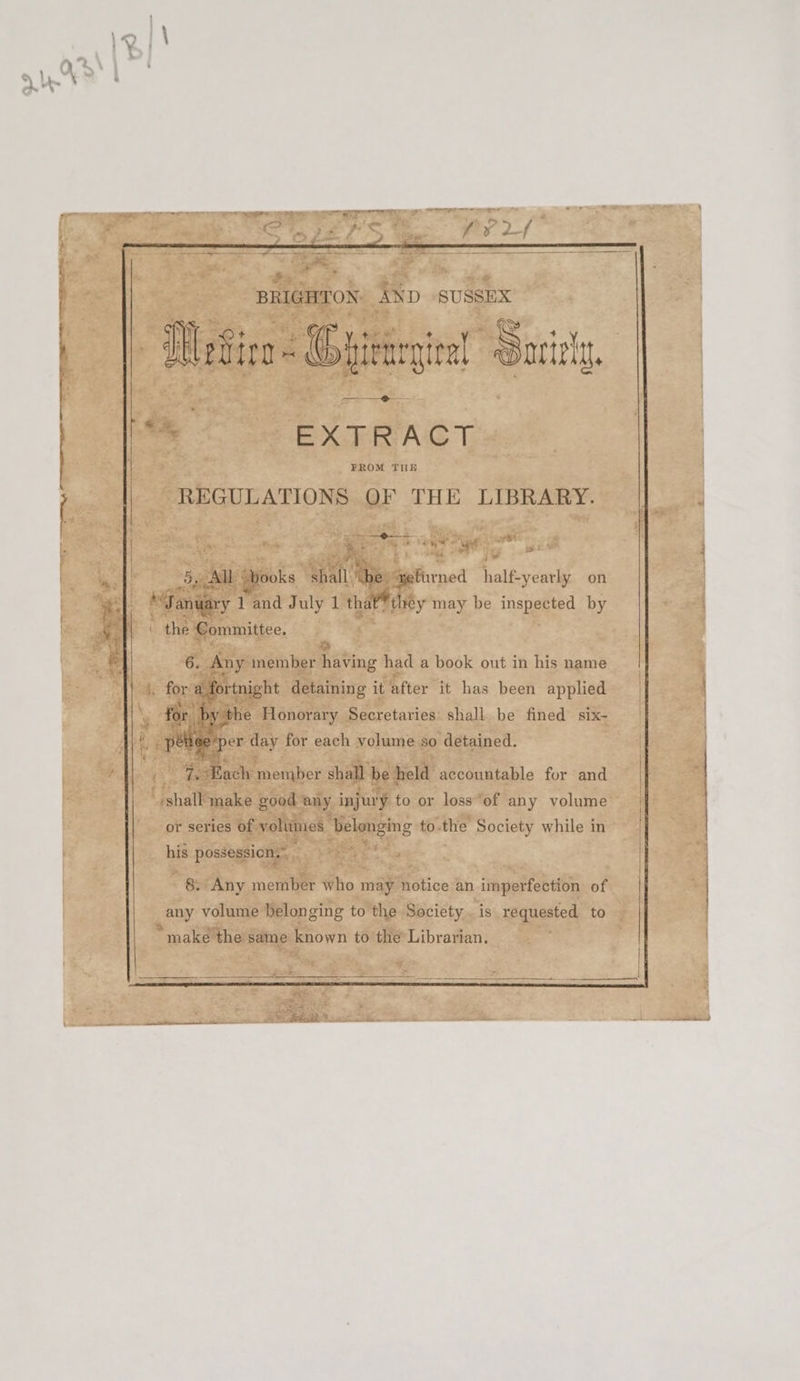 1821
BRIGHTON AND SUSSEX
Medico-Chirurgical Society.
EXTRACT
FROM THE
REGULATIONS OF THE LIBRARY.
5. All books shall be returned half-yearly on
January 1 and July 1 that they may be inspected by
the Committee.
6. Any member having had a book out in his name
for a fortnight detaining it after it has been applied
for by the Honorary Secretaries shall be fined six-
pence per day for each volume so detained.
7. Each member shall be held accountable for and
shall make good any injury to or loss of any volume
or series of volumes belonging to the Society while in
his possession.
8. Any member who may notice an imperfection of
any volume belonging to the Society is requested to
make the same known to the Librarian.